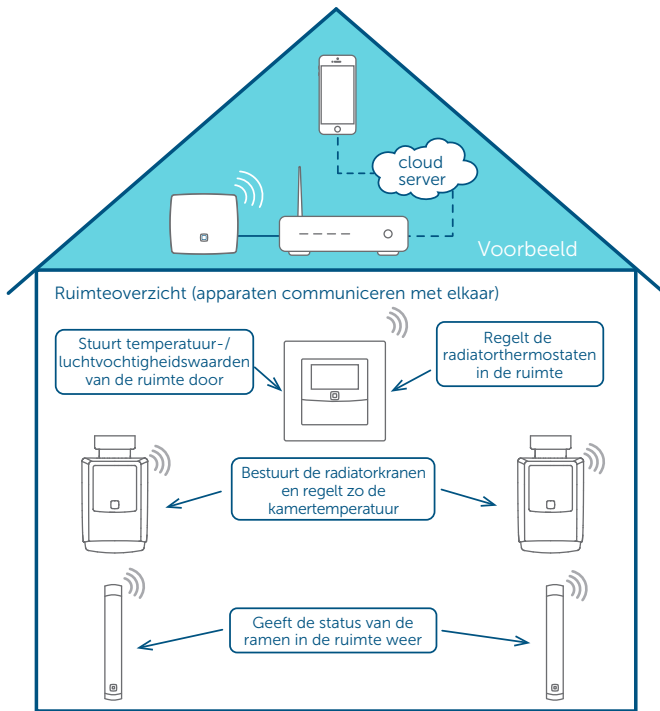 cloud
server
Voorbeeld
Ruimteoverzicht (apparaten communiceren met elkaar)
Stuurt temperatuur-/
luchtvochtigheidswaarden
van de ruimte door
Regelt de
radiatorthermostaten
in de ruimte
Bestuurt de radiatorkranen
en regelt zo de
kamertemperatuur
Geeft de status van de
ramen in de ruimte weer